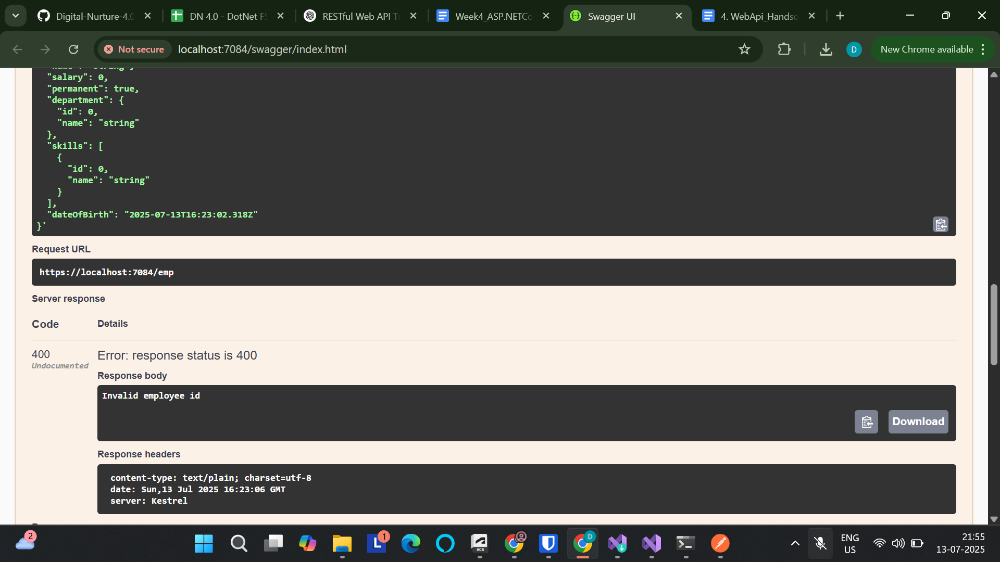 Digital-Nurture-4.0
DN 4.0 - DotNet FS
RESTful Web API Tu
Week4_ASP.NETCo
Swagger UI
4. WebApi_Handso
Not secure
localhost:7084/swagger/index.html
D
New Chrome available
"name": "string",
"salary": 0,
"permanent": true,
"department": {
"id": 0,
"name": "string"
},
"skills": [
{
"id": 0,
"name": "string"
}
],
"dateOfBirth": "2025-07-13T16:23:02.318Z"
}'
Request URL
https://localhost:7084/emp
Server response
Code Details
400
Undocumented
Error: response status is 400
Response body
Invalid employee id
Download
Response headers
content-type: text/plain; charset=utf-8
date: Sun,13 Jul 2025 16:23:06 GMT
server: Kestrel
2
L
1
ACS
D
ENG
US
21:55
13-07-2025